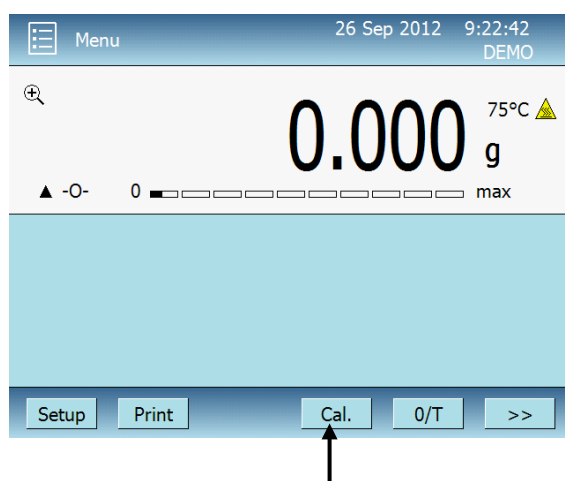 Menu
26 Sep 2012 9:22:42
DEMO
0.000
75°C
g
-O-
0
max
Setup Print Cal. 0/T >>